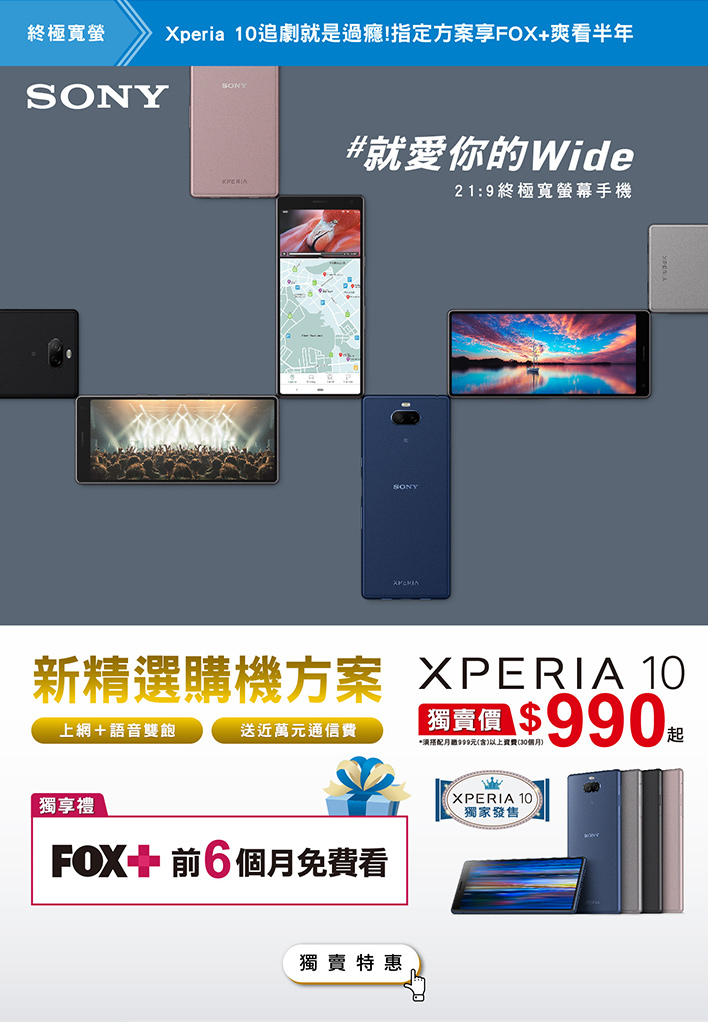 終極寬螢
Xperia 10追劇就是過癮!指定方案享FOX+爽看半年
SONY
SONY
XPERIA
#就愛你的Wide
21:9終極寬螢幕手機
XPERIA
SONY
XPERIA
新精選購機方案
上網+語音雙飽
送近萬元通信費
XPERIA 10
獨賣價 $990起
*須搭配月繳999元(含)以上資費(30個月)
獨享禮
FOX+ 前6個月免費看
XPERIA 10
獨家發售
SONY
獨賣特惠